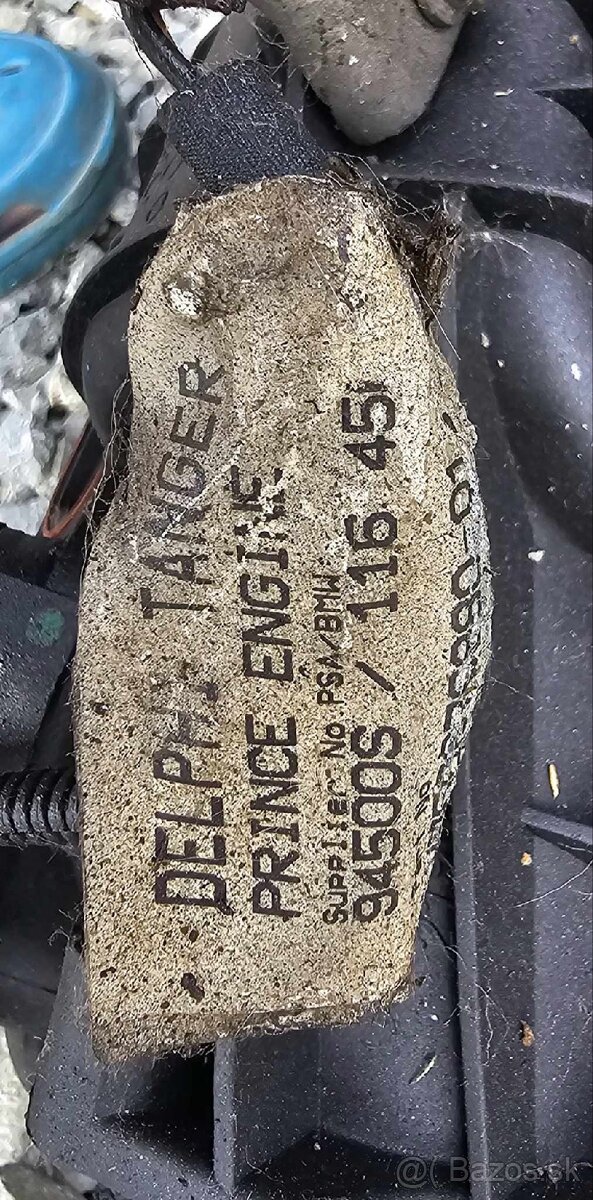 DELPHI TANGER
PRINCE ENGINE
Supplier No PSA/BMW
94500S / 116 45
@( Bazos.sk